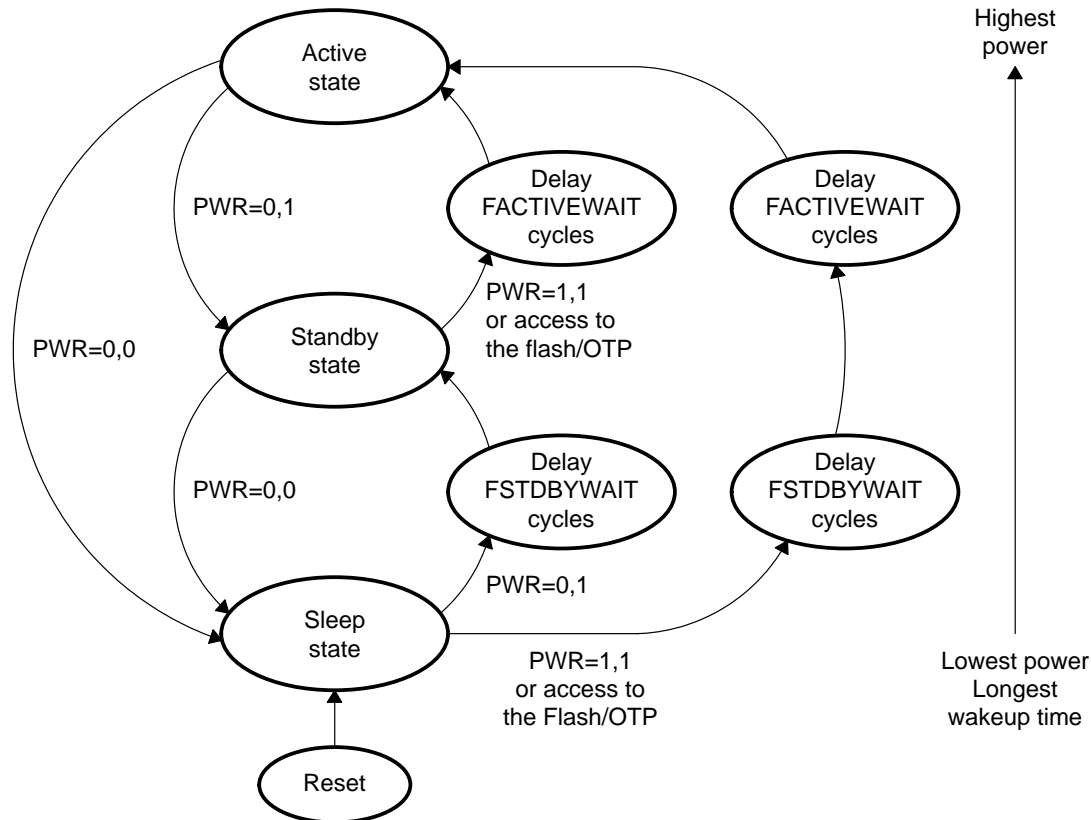 Highest
power
Active
state
Delay
FACTIVEWAIT
cycles
Delay
FACTIVEWAIT
cycles
PWR=0,1
PWR=1,1
or access to
the flash/OTP
Standby
state
PWR=0,0
Delay
FSTDBYWAIT
cycles
Delay
FSTDBYWAIT
cycles
PWR=0,0
PWR=0,1
Sleep
state
PWR=1,1
or access to
the Flash/OTP
Lowest power
Longest
wakeup time
Reset